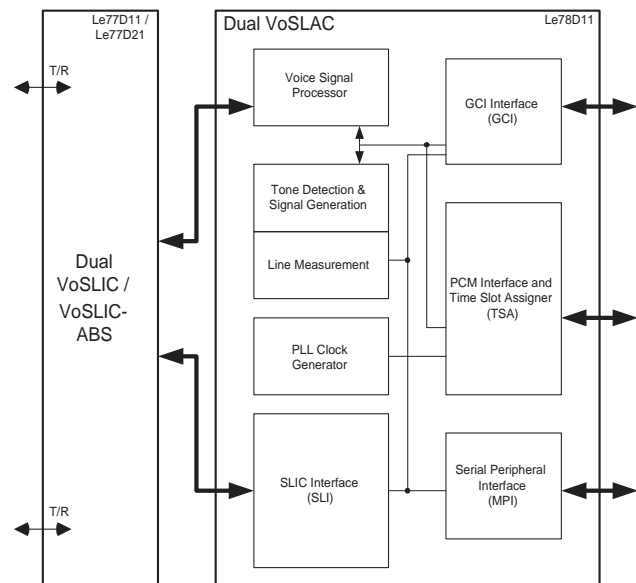 Le77D11 /
Le77D21
Dual VoSLAC
Le78D11
T/R
Voice Signal
Processor
GCI Interface
(GCI)
Tone Detection &
Signal Generation
Line Measurement
Dual
VoSLIC /
VoSLIC-
ABS
PCM Interface and
Time Slot Assigner
(TSA)
PLL Clock
Generator
SLIC Interface
(SLI)
Serial Peripheral
Interface
(MPI)
T/R